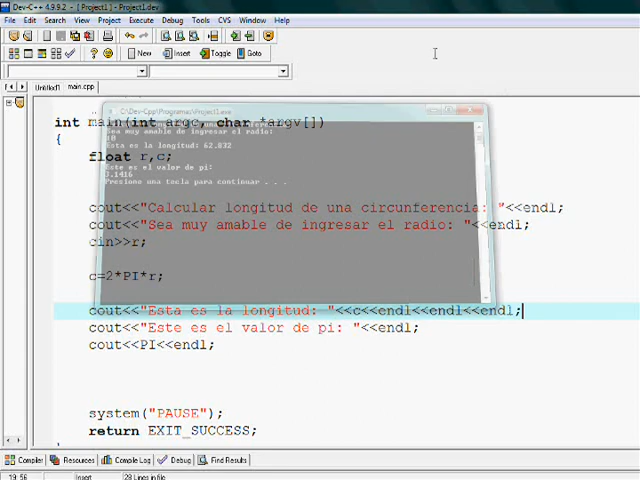 Dev-C++ 4.9.9.2 - [ Project1 ] - Project1.dev
File Edit Search View Project Execute Debug Tools CVS Window Help
New Insert Toggle Goto
Untitled1 main.cpp
C:\Dev-Cpp\Programas\Project1.exe
int main(int argc, char *argv[])
Sea muy amable de ingresar el radio:
10
{
Esta es la longitud: 62.832
float r,c;
Este es el valor de pi:
3.1416
Presione una tecla para continuar . . .
cout<<"Calcular longitud de una circunferencia: "<<endl;
cout<<"Sea muy amable de ingresar el radio: "<<endl;
cin>>r;
c=2*PI*r;
cout<<"Esta es la longitud: "<<c<<endl<<endl<<endl;
cout<<"Este es el valor de pi: "<<endl;
cout<<PI<<endl;
system("PAUSE");
return EXIT_SUCCESS;
Compiler Resources Compile Log Debug Find Results
19: 56 Insert 28 Lines in file